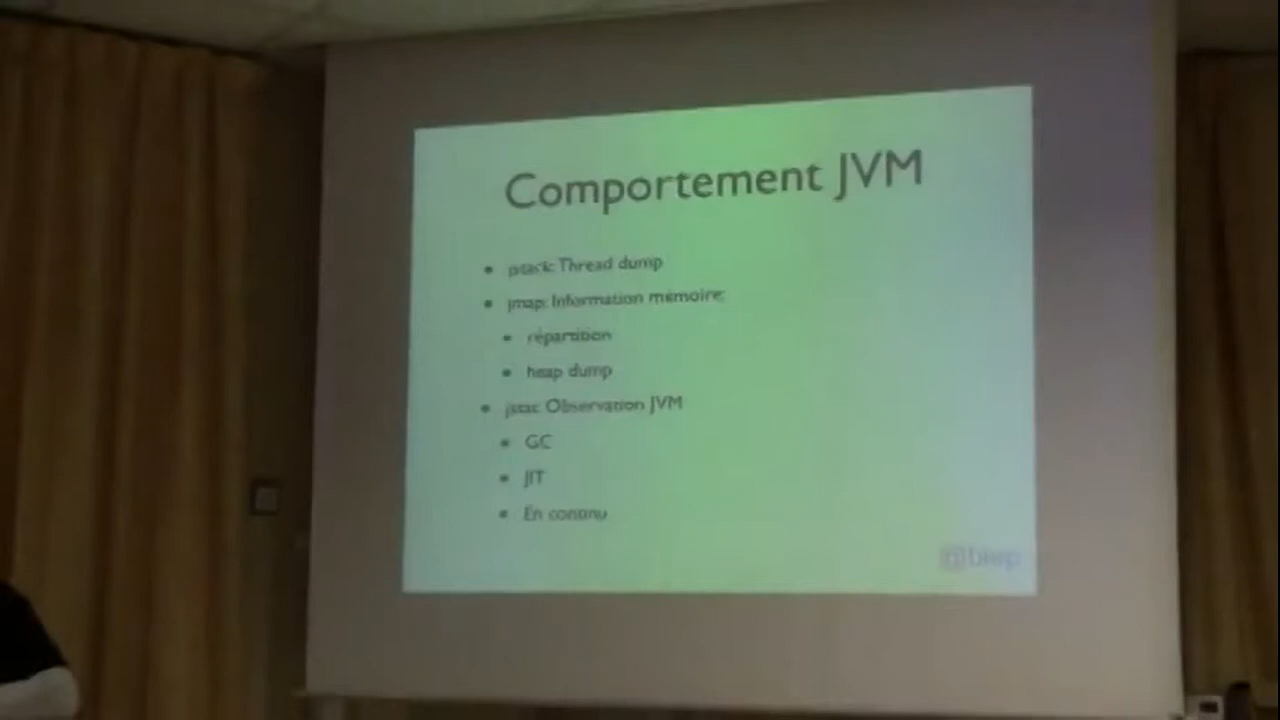 Comportement JVM
jstack: Thread dump
jmap: Information mémoire:
répartition
heap dump
jstat: Observation JVM
GC
JIT
En continu